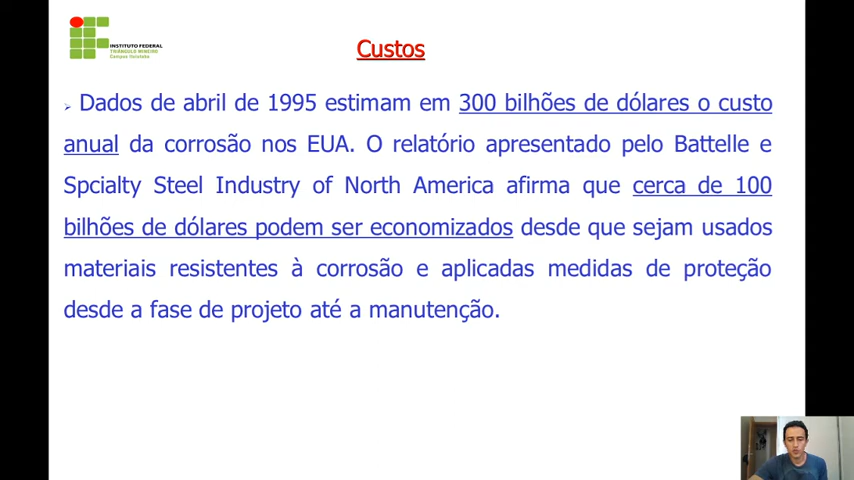 INSTITUTO FEDERAL
TRIÂNGULO MINEIRO
Campus Uberlândia
Custos
Dados de abril de 1995 estimam em 300 bilhões de dólares o custo
anual da corrosão nos EUA. O relatório apresentado pelo Battelle e
Spcialty Steel Industry of North America afirma que cerca de 100
bilhões de dólares podem ser economizados desde que sejam usados
materiais resistentes à corrosão e aplicadas medidas de proteção
desde a fase de projeto até a manutenção.